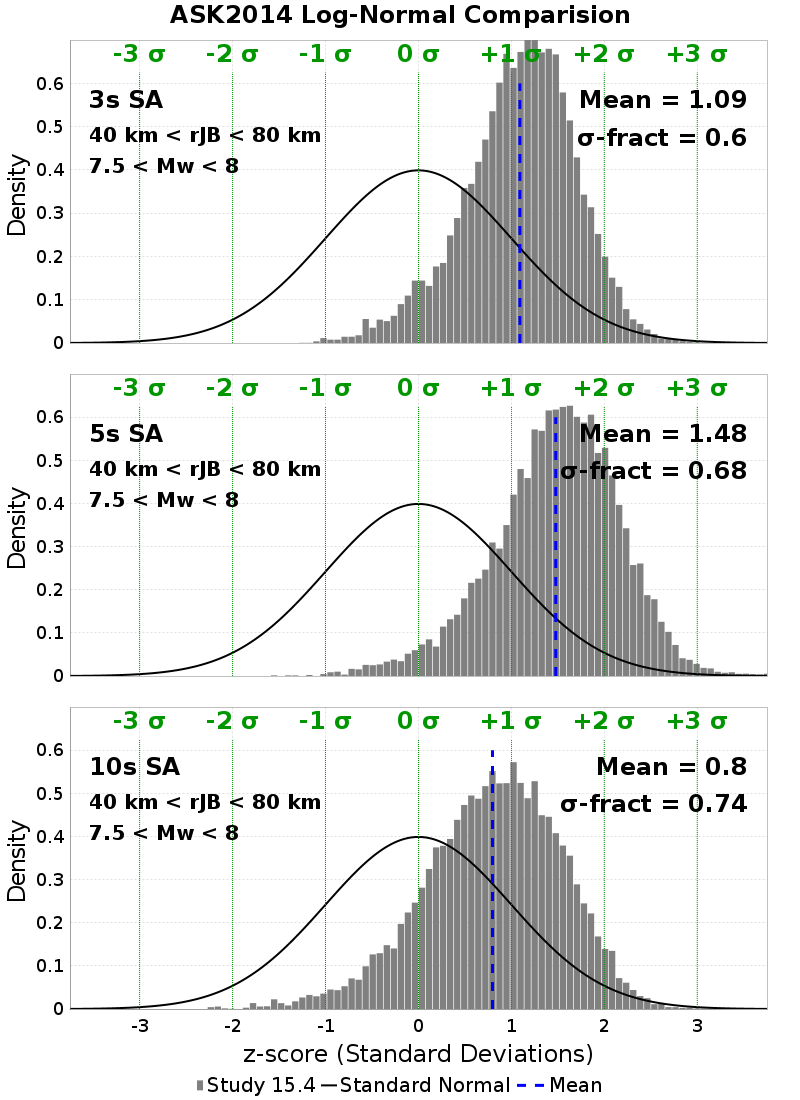 ASK2014 Log-Normal Comparision
-3 σ -2 σ -1 σ 0 σ +1 σ +2 σ +3 σ
3s SA
40 km < rJB < 80 km
7.5 < Mw < 8
Mean = 1.09
σ-fract = 0.6
0.6
0.5
0.4
0.3
0.2
0.1
0
Density
-3 σ -2 σ -1 σ 0 σ +1 σ +2 σ +3 σ
5s SA
40 km < rJB < 80 km
7.5 < Mw < 8
Mean = 1.48
σ-fract = 0.68
0.6
0.5
0.4
0.3
0.2
0.1
0
Density
-3 σ -2 σ -1 σ 0 σ +1 σ +2 σ +3 σ
10s SA
40 km < rJB < 80 km
7.5 < Mw < 8
Mean = 0.8
σ-fract = 0.74
0.6
0.5
0.4
0.3
0.2
0.1
0
Density
-3 -2 -1 0 1 2 3
z-score (Standard Deviations)
Study 15.4 Standard Normal Mean